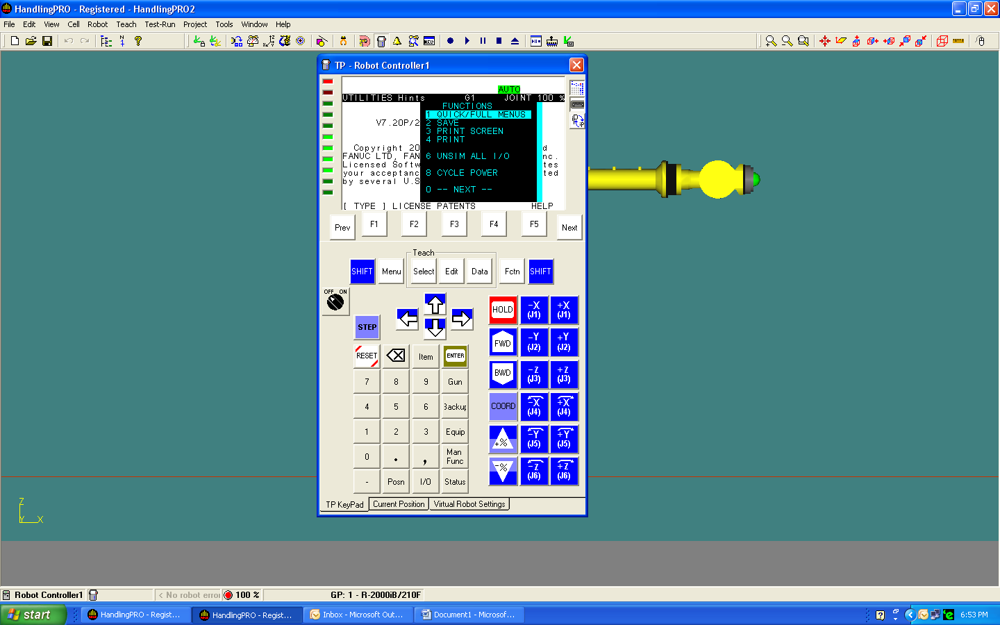 HandlingPRO - Registered - HandlingPRO2
File Edit View Cell Robot Teach Test-Run Project Tools Window Help
TP - Robot Controller1
AUTO
UTILITIES Hints G1 JOINT 100 %
FUNCTIONS
1 QUICK/FULL MENUS
2 SAVE
3 PRINT SCREEN
4 PRINT
6 UNSIM ALL I/O
8 CYCLE POWER
0 -- NEXT --
V7.20P/2
Copyright 20
FANUC LTD, FAN
Licensed Softw
your acceptanc
by several U.S
[ TYPE ] LICENSE PATENTS HELP
Prev F1 F2 F3 F4 F5 Next
Teach
SHIFT Menu Select Edit Data Fctn SHIFT
OFF ON
STEP
RESET Item ENTER
7 8 9 Gun
4 5 6 Backup
1 2 3 Equip
0 . , Man Func
- Posn I/O Status
HOLD -X (J1) +X (J1)
FWD -Y (J2) +Y (J2)
BWD -Z (J3) +Z (J3)
COORD -X (J4) +X (J4)
+% -Y (J5) +Y (J5)
-% -Z (J6) +Z (J6)
TP KeyPad Current Position Virtual Robot Settings
Z
Y X
Robot Controller1 < No robot error 100 % GP: 1 - R-2000iB/210F
start HandlingPRO - Regist... HandlingPRO - Regist... Inbox - Microsoft Out... Document1 - Microsof... 6:53 PM